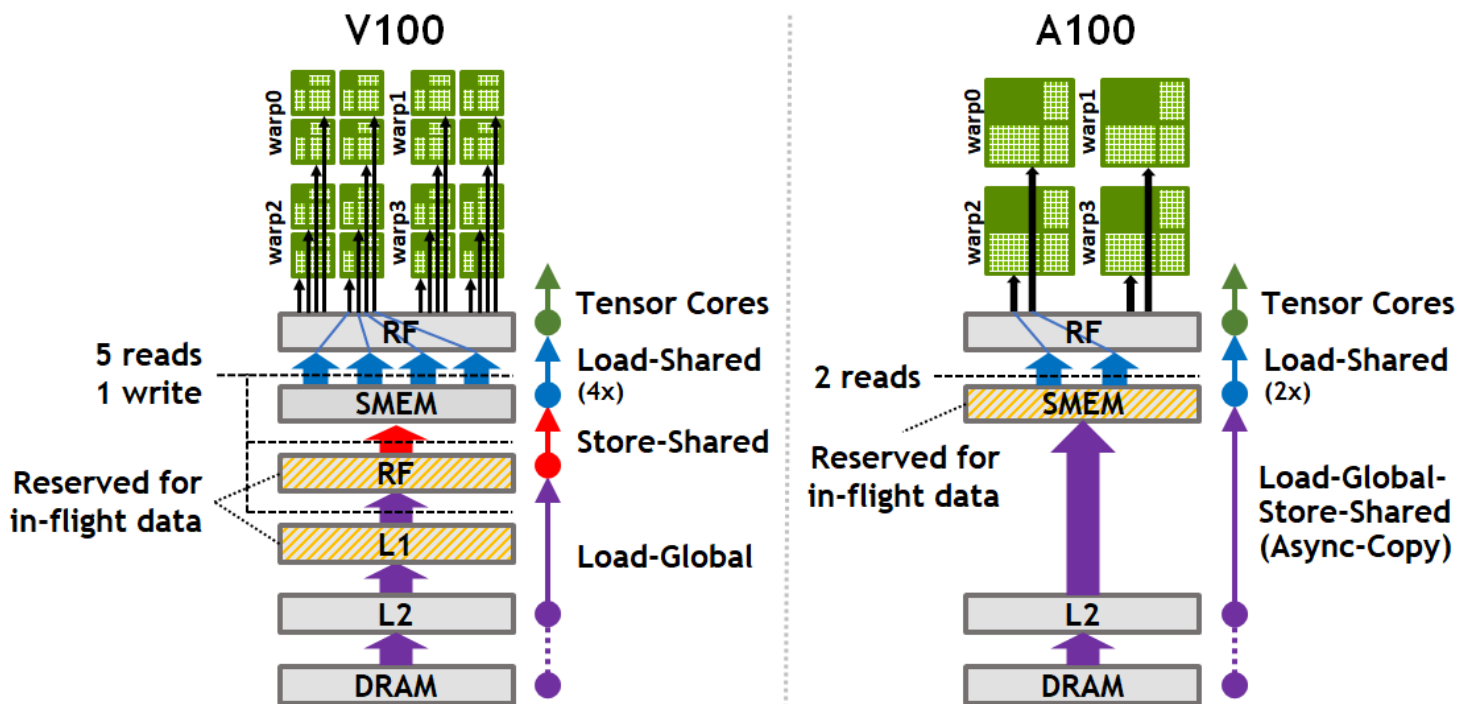 V100
warp0
warp1
warp2
warp3
RF
Tensor Cores
5 reads
1 write
Load-Shared
(4x)
SMEM
Store-Shared
RF
Reserved for
in-flight data
L1
Load-Global
L2
DRAM
A100
warp0
warp1
warp2
warp3
RF
Tensor Cores
2 reads
Load-Shared
(2x)
SMEM
Reserved for
in-flight data
Load-Global-
Store-Shared
(Async-Copy)
L2
DRAM